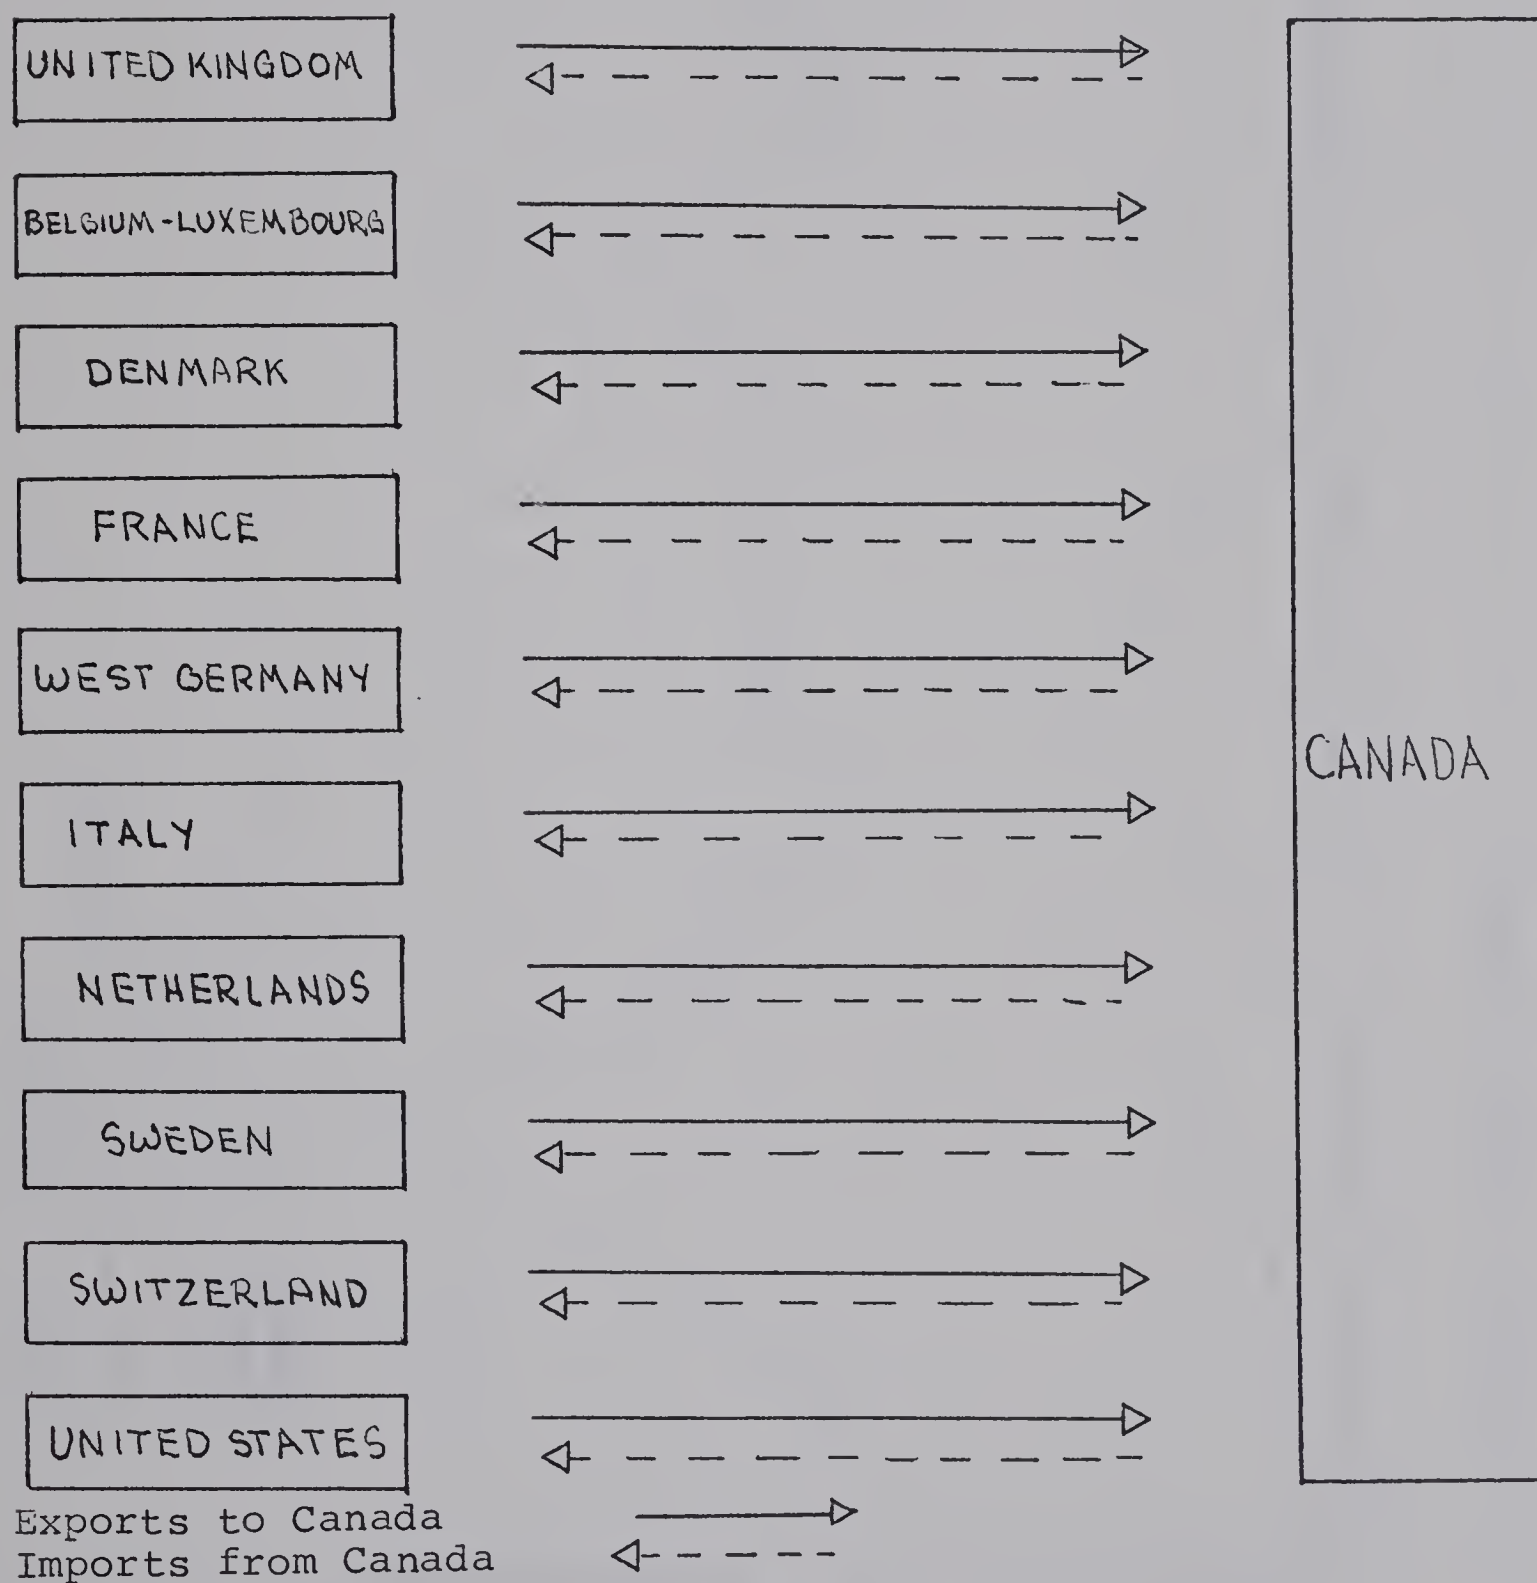 UNITED KINGDOM
BELGIUM-LUXEMBOURG
DENMARK
FRANCE
WEST GERMANY
CANADA
ITALY
NETHERLANDS
SWEDEN
SWITZERLAND
UNITED STATES
Exports to Canada
Imports from Canada